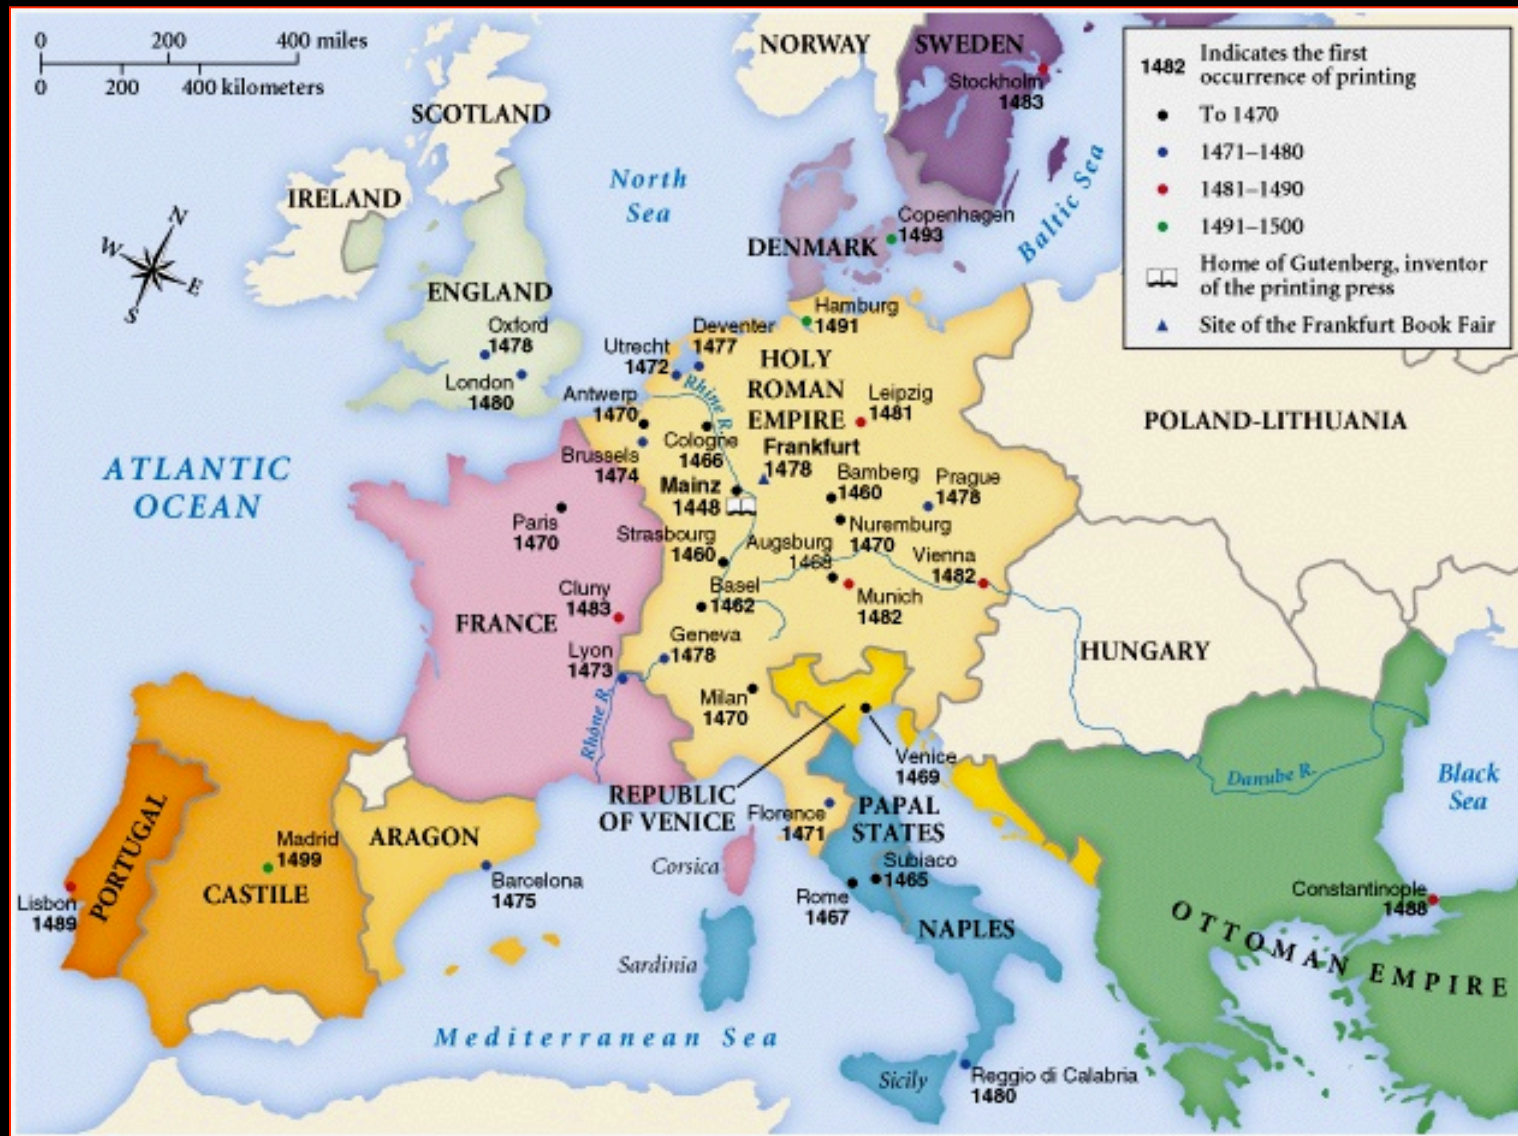 0 200 400 miles
0 200 400 kilometers
NORWAY
SWEDEN
Stockholm
1483
1482 Indicates the first
occurrence of printing
To 1470
1471–1480
1481–1490
1491–1500
Home of Gutenberg, inventor
of the printing press
Site of the Frankfurt Book Fair
SCOTLAND
IRELAND
North
Sea
Baltic Sea
N
W
E
S
Copenhagen
1493
DENMARK
ENGLAND
Oxford
1478
London
1480
Hamburg
1491
Deventer
1477
Utrecht
1472
Rhine R.
HOLY
ROMAN
EMPIRE
Antwerp
1470
Leipzig
1481
POLAND-LITHUANIA
Cologne
1466
Brussels
1474
Frankfurt
1478
ATLANTIC
OCEAN
Mainz
1448
Bamberg
1460
Prague
1478
Paris
1470
Nuremburg
1470
Strasbourg
1460
Augsburg
1468
Vienna
1482
Basel
1462
Munich
1482
Cluny
1483
FRANCE
Geneva
1478
Lyon
1473
HUNGARY
Milan
1470
Rhône R.
Venice
1469
Danube R.
Black
Sea
REPUBLIC
OF VENICE
Florence
1471
PAPAL
STATES
PORTUGAL
Madrid
1499
ARAGON
CASTILE
Barcelona
1475
Corsica
Subiaco
1465
Rome
1467
Lisbon
1489
Constantinople
1488
OTTOMAN EMPIRE
NAPLES
Sardinia
Mediterranean Sea
Sicily
Reggio di Calabria
1480